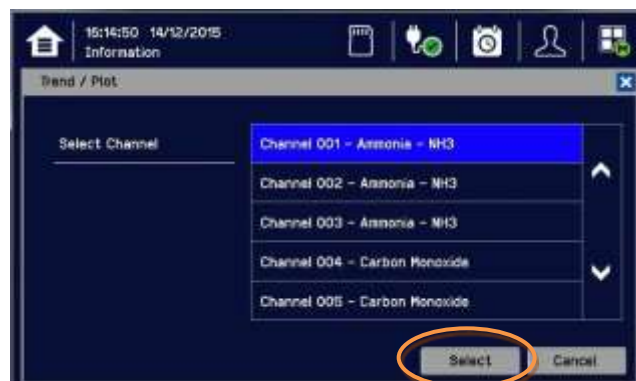 16:14:50 14/12/2015
Information
Trend / Plot
Select Channel
Channel 001 - Ammonia - NH3
Channel 002 - Ammonia - NH3
Channel 003 - Ammonia - NH3
Channel 004 - Carbon Monoxide
Channel 005 - Carbon Monoxide
Select
Cancel